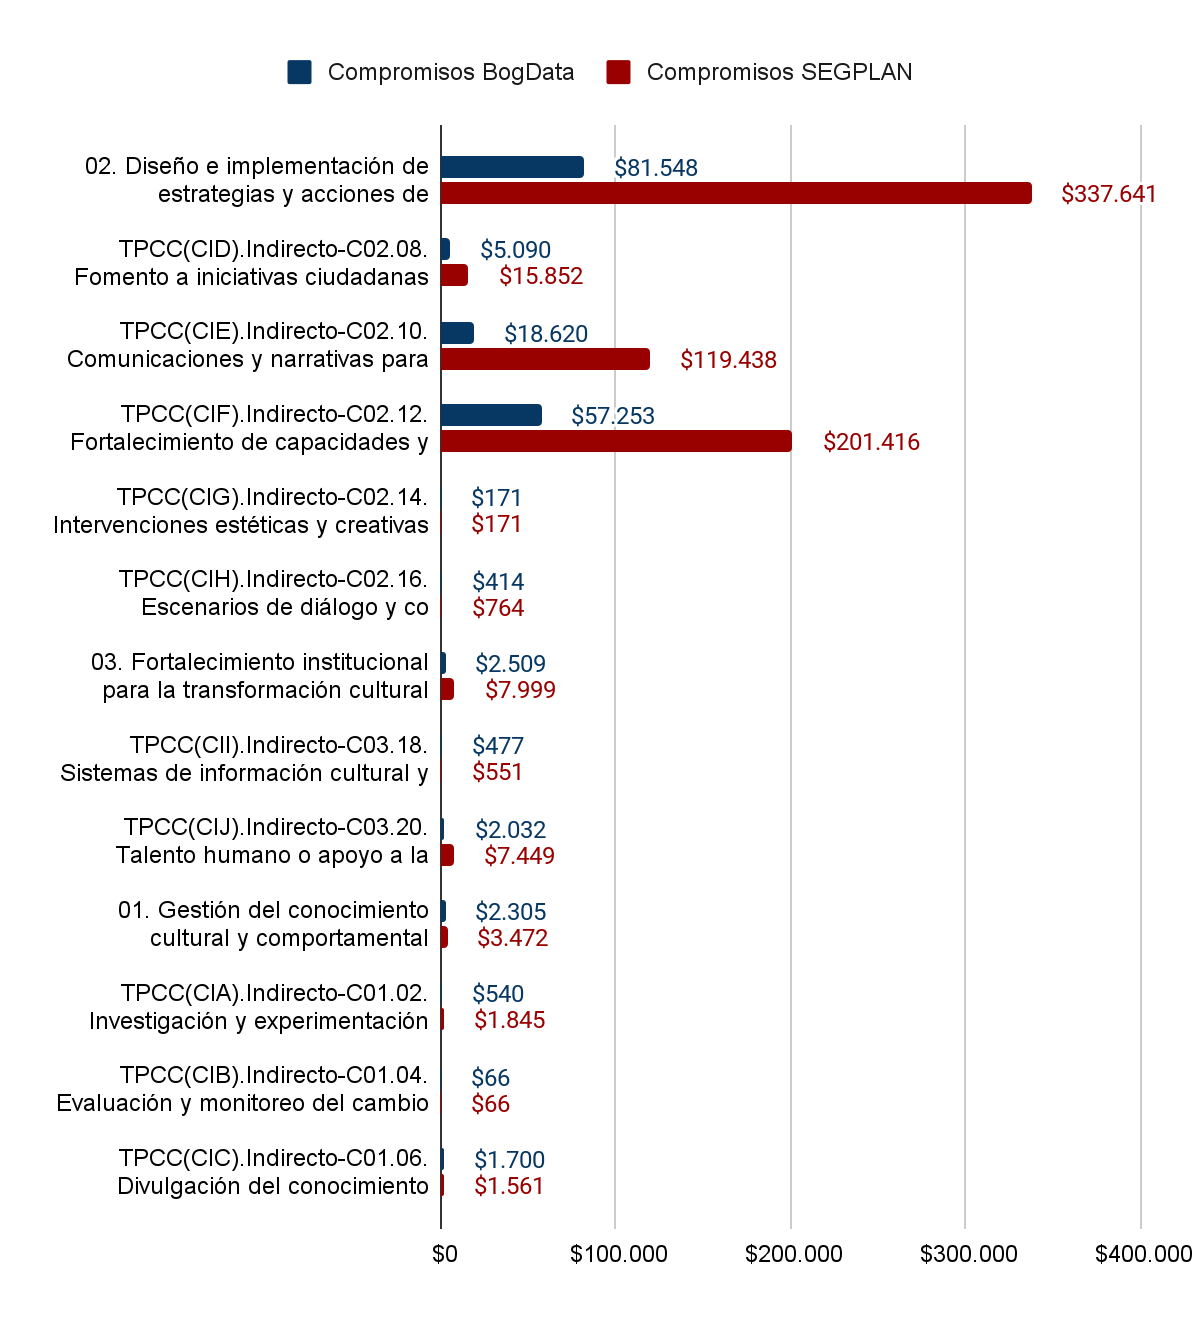 Compromisos BogData
Compromisos SEGPLAN
02. Diseño e implementación de
estrategias y acciones de
$81.548
$337.641
TPCC(CID).Indirecto-C02.08.
Fomento a iniciativas ciudadanas
$5.090
$15.852
TPCC(CIE).Indirecto-C02.10.
Comunicaciones y narrativas para
$18.620
$119.438
TPCC(CIF).Indirecto-C02.12.
Fortalecimiento de capacidades y
$57.253
$201.416
TPCC(CIG).Indirecto-C02.14.
Intervenciones estéticas y creativas
$171
$171
TPCC(CIH).Indirecto-C02.16.
Escenarios de diálogo y co
$414
$764
03. Fortalecimiento institucional
para la transformación cultural
$2.509
$7.999
TPCC(CII).Indirecto-C03.18.
Sistemas de información cultural y
$477
$551
TPCC(CIJ).Indirecto-C03.20.
Talento humano o apoyo a la
$2.032
$7.449
01. Gestión del conocimiento
cultural y comportamental
$2.305
$3.472
TPCC(CIA).Indirecto-C01.02.
Investigación y experimentación
$540
$1.845
TPCC(CIB).Indirecto-C01.04.
Evaluación y monitoreo del cambio
$66
$66
TPCC(CIC).Indirecto-C01.06.
Divulgación del conocimiento
$1.700
$1.561
$0
$100.000
$200.000
$300.000
$400.000